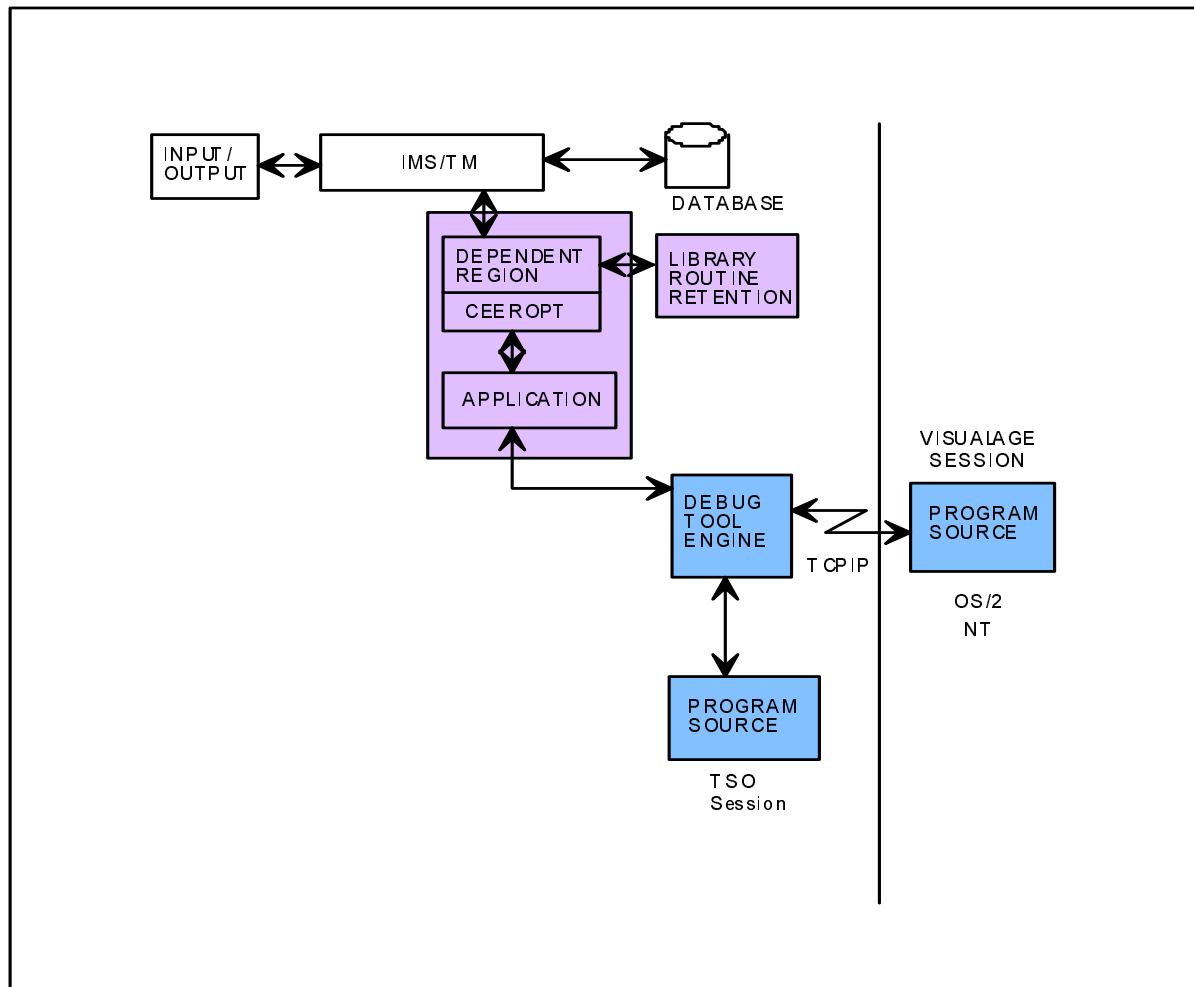 INPUT/
OUTPUT
IMS/TM
DATABASE
DEPENDENT
REGION
CEEROPT
LIBRARY
ROUTINE
RETENTION
APPLICATION
VISUALAGE
SESSION
DEBUG
TOOL
ENGINE
TCPIP
PROGRAM
SOURCE
OS/2
NT
PROGRAM
SOURCE
TSO
Session